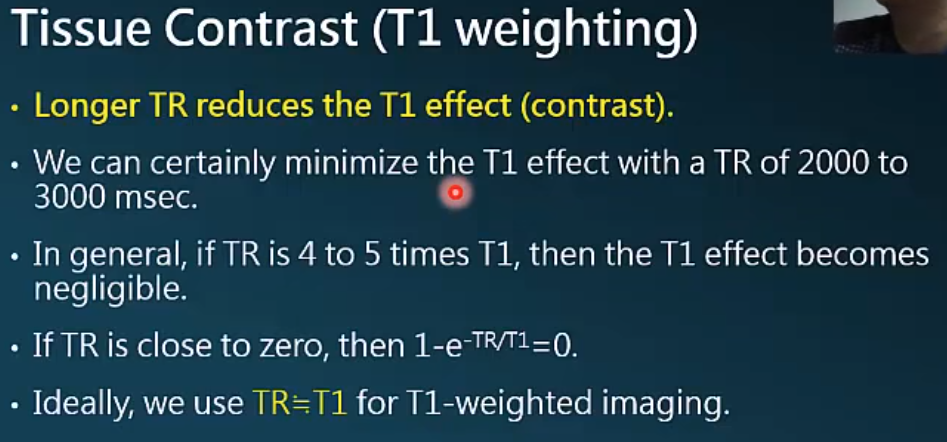 Tissue Contrast (T1 weighting)
• Longer TR reduces the T1 effect (contrast).
• We can certainly minimize the T1 effect with a TR of 2000 to
3000 msec.
• In general, if TR is 4 to 5 times T1, then the T1 effect becomes
negligible.
• If TR is close to zero, then 1-e-TR/T1=0.
• Ideally, we use TR≒T1 for T1-weighted imaging.